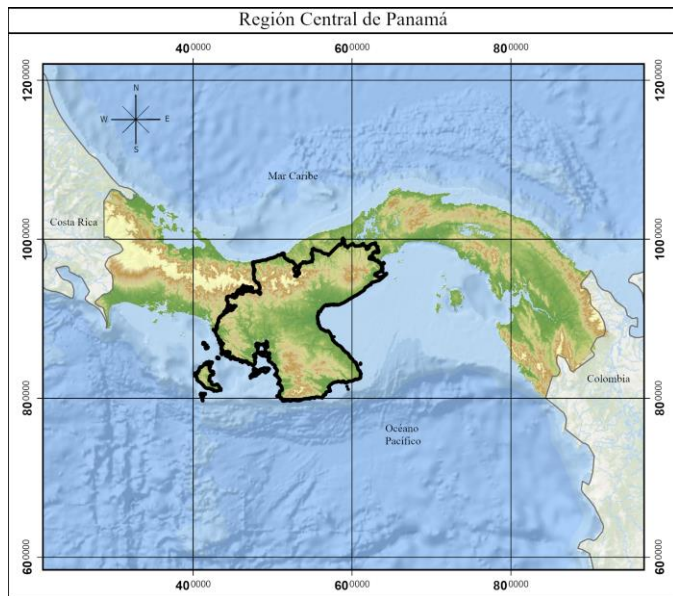 Región Central de Panamá
400000 600000 800000
1200000 1200000
N
W E
S
Mar Caribe
Costa Rica
1000000 1000000
Colombia
800000 800000
Océano
Pacífico
600000 600000
400000 600000 800000